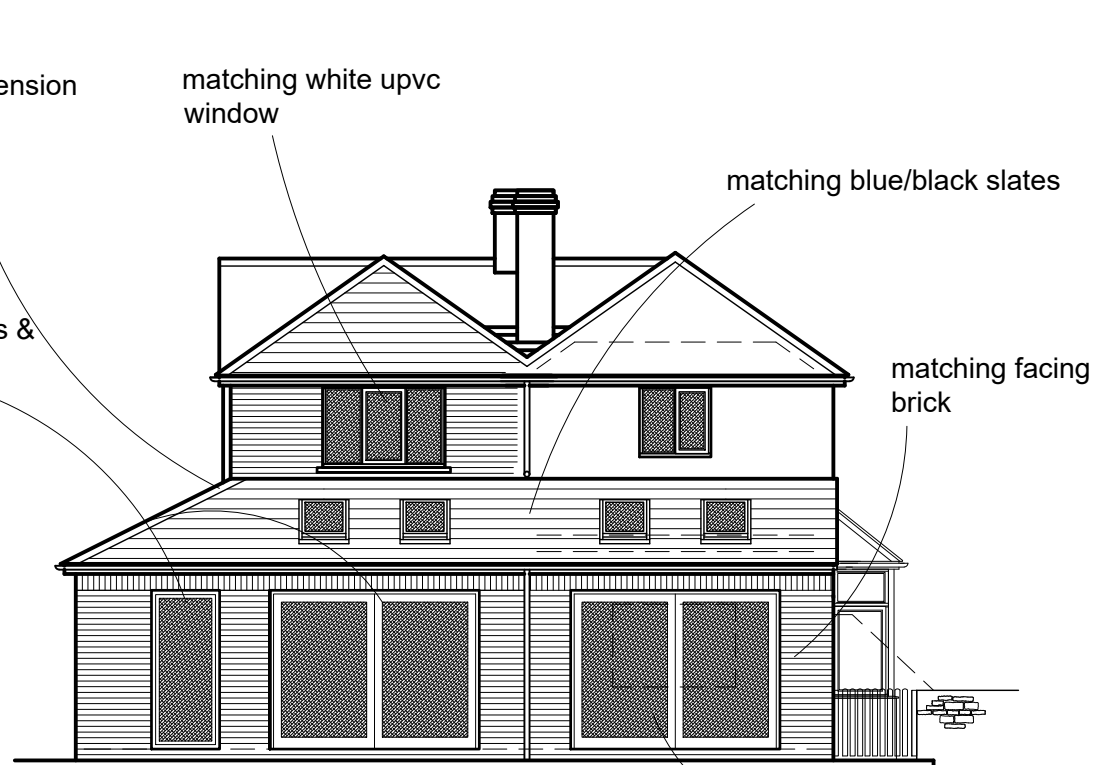 ension
matching white upvc
window
matching blue/black slates
s &
matching facing
brick